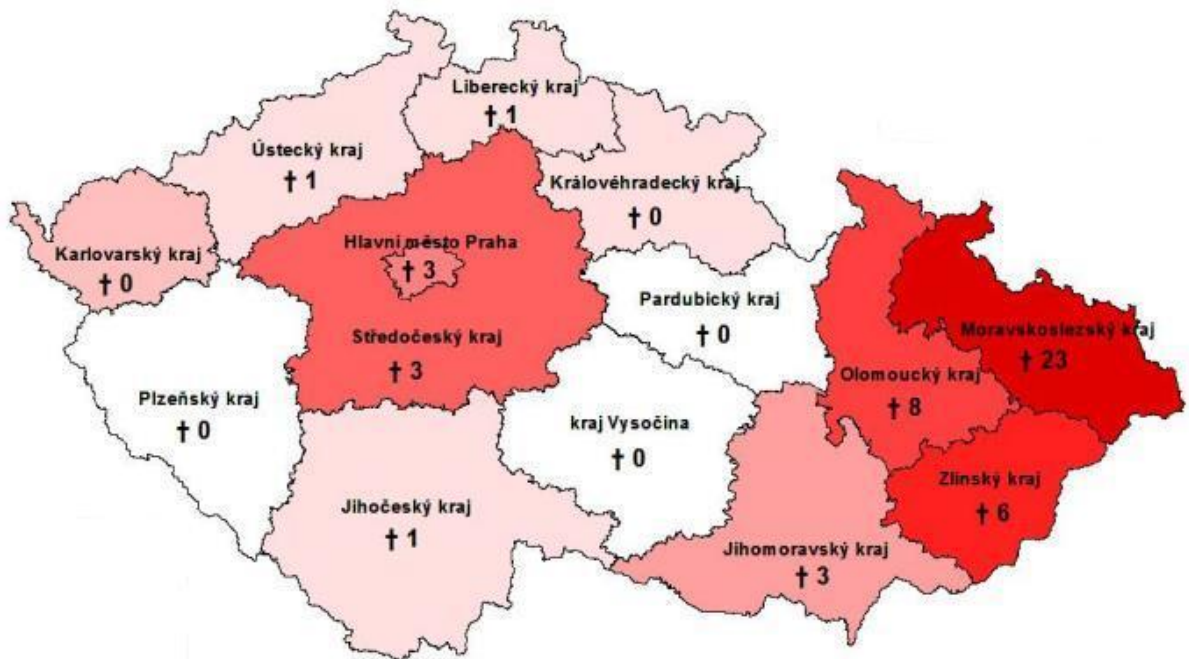 Liberecký kraj
† 1
Ústecký kraj
† 1
Královéhradecký kraj
† 0
Karlovarský kraj
† 0
Hlavní město Praha
† 3
Pardubický kraj
† 0
Středočeský kraj
† 3
Moravskoslezský kraj
† 23
Olomoucký kraj
† 8
Plzeňský kraj
† 0
kraj Vysočina
† 0
Zlínský kraj
† 6
Jihočeský kraj
† 1
Jihomoravský kraj
† 3